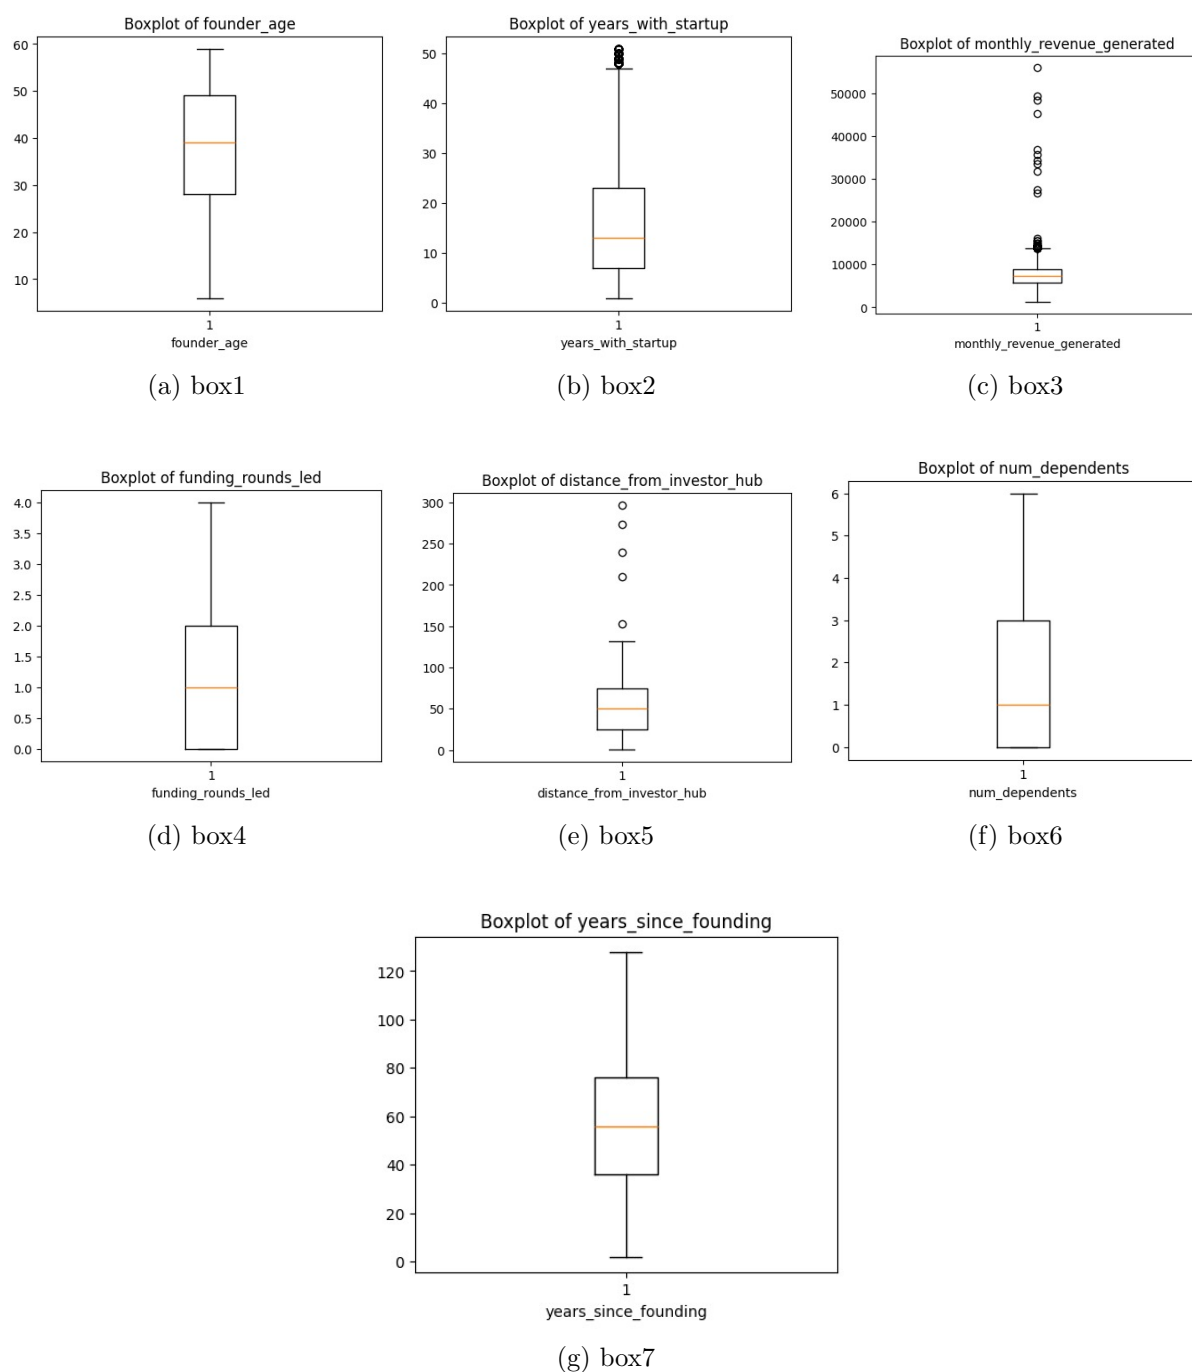 Boxplot of founder_age
60
50
40
30
20
10
1
founder_age
(a) box1
Boxplot of years_with_startup
50
40
30
20
10
0
1
years_with_startup
(b) box2
Boxplot of monthly_revenue_generated
50000
40000
30000
20000
10000
0
1
monthly_revenue_generated
(c) box3
Boxplot of funding_rounds_led
4.0
3.5
3.0
2.5
2.0
1.5
1.0
0.5
0.0
1
funding_rounds_led
(d) box4
Boxplot of distance_from_investor_hub
300
250
200
150
100
50
0
1
distance_from_investor_hub
(e) box5
Boxplot of num_dependents
6
5
4
3
2
1
0
1
num_dependents
(f) box6
Boxplot of years_since_founding
120
100
80
60
40
20
0
1
years_since_founding
(g) box7